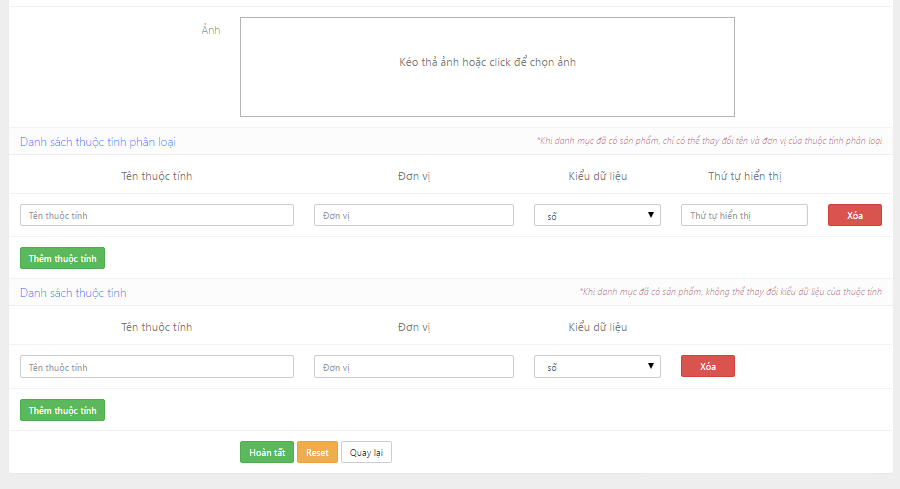 Ảnh
Kéo thả ảnh hoặc click để chọn ảnh
Danh sách thuộc tính phân loại *Khi danh mục đã có sản phẩm, chỉ có thể thay đổi tên và đơn vị của thuộc tính phân loại
Tên thuộc tính Đơn vị Kiểu dữ liệu Thứ tự hiển thị
Tên thuộc tính Đơn vị số Thứ tự hiển thị Xóa
Thêm thuộc tính
Danh sách thuộc tính *Khi danh mục đã có sản phẩm, không thể thay đổi kiểu dữ liệu của thuộc tính
Tên thuộc tính Đơn vị Kiểu dữ liệu
Tên thuộc tính Đơn vị số Xóa
Thêm thuộc tính
Hoàn tất Reset Quay lại